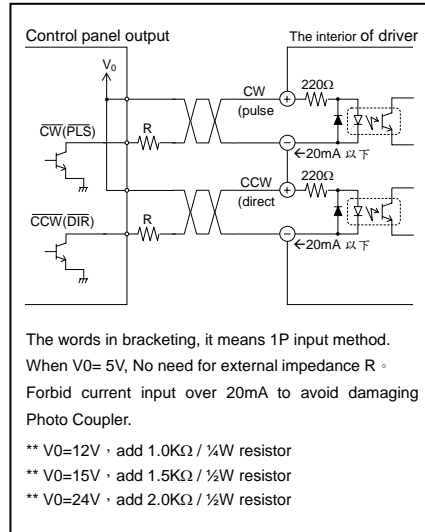 Control panel output
The interior of driver
V0
CW
(pulse
220Ω
CW(PLS)
R
←20mA 以下
CCW
(direct
220Ω
CCW(DIR)
R
←20mA 以下
The words in bracketing, it means 1P input method.
When V0= 5V, No need for external impedance R。
Forbid current input over 20mA to avoid damaging
Photo Coupler.
** V0=12V，add 1.0KΩ / ¼W resistor
** V0=15V，add 1.5KΩ / ½W resistor
** V0=24V，add 2.0KΩ / ½W resistor